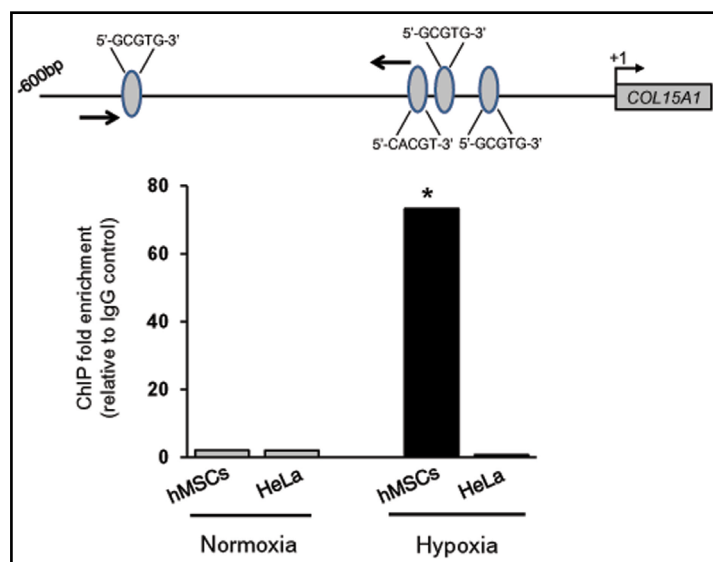 5'-GCGTG-3'
5'-GCGTG-3'
-600bp
+1
COL15A1
5'-CACGT-3'
5'-GCGTG-3'
ChIP fold enrichment
(relative to IgG control)
80
60
40
20
0
*
hMSCs
HeLa
hMSCs
HeLa
Normoxia
Hypoxia